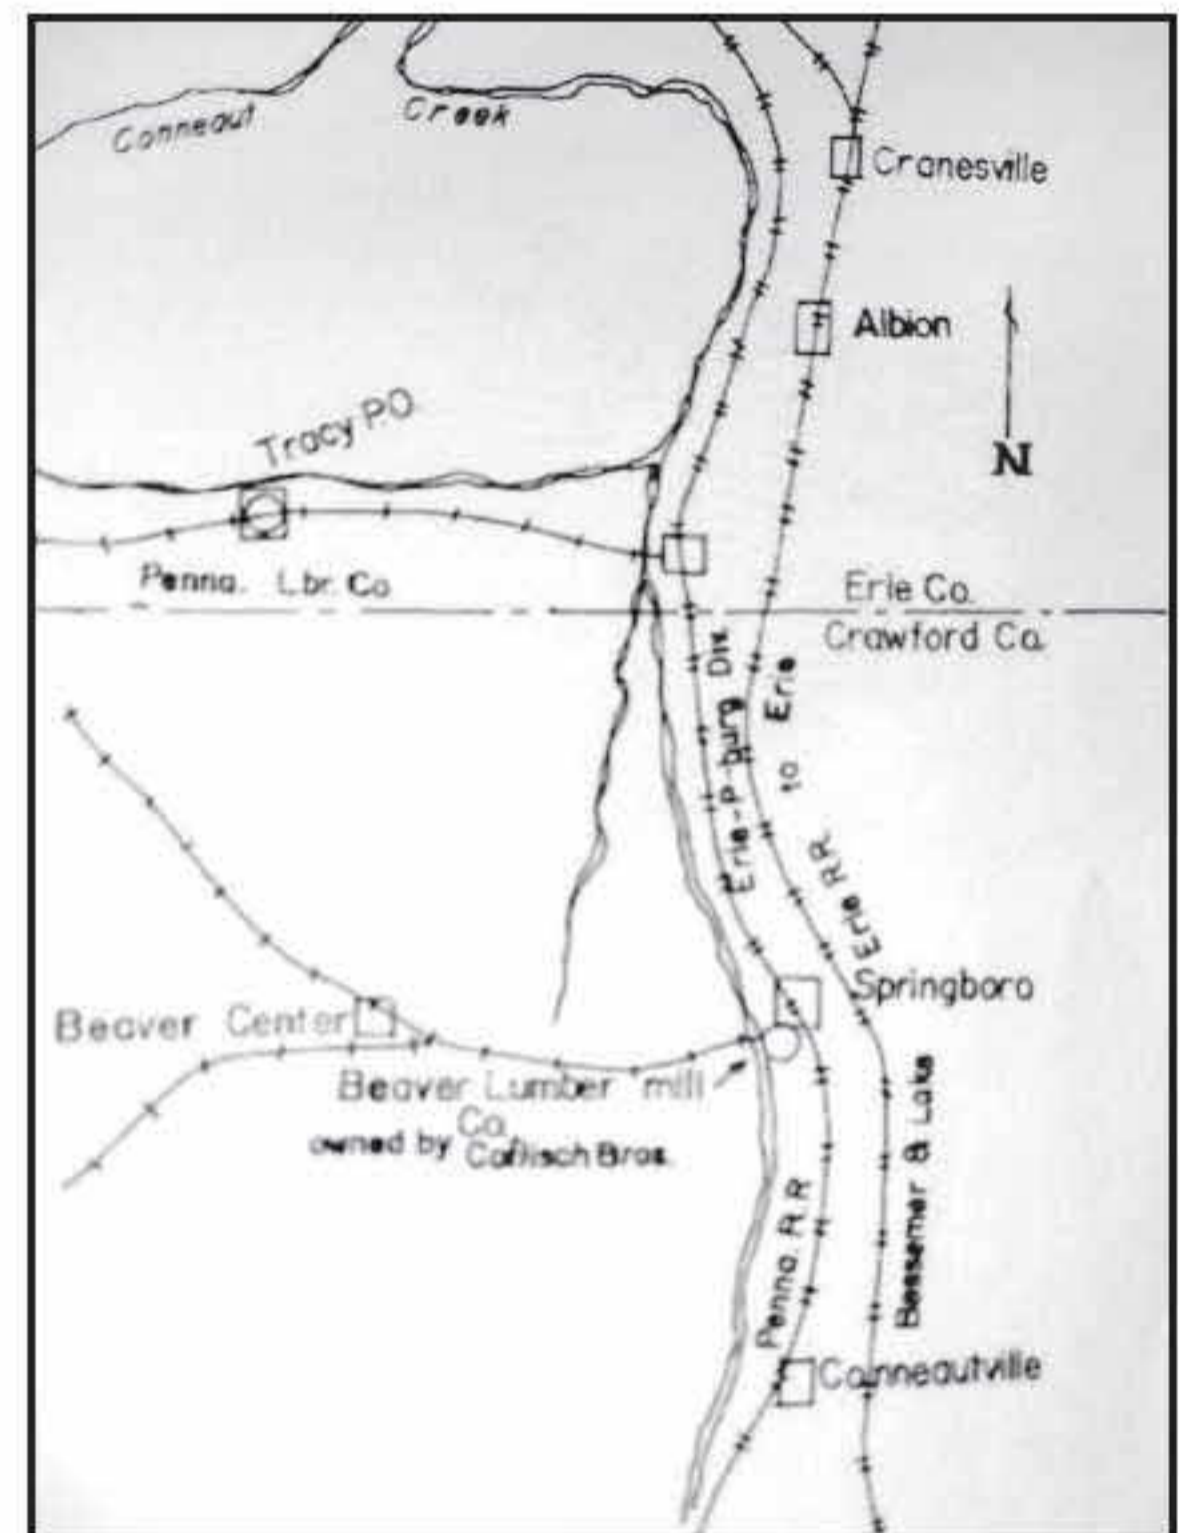 Conneaut
Creek
Cranesville
Albion
N
Tracy P.O.
Penna. Lbr. Co
Erie Co.
Crawford Co.
Erie-P-burg Div.
Erie R.R. to Erie
Springboro
Beaver Center
Beaver Lumber mill
Co.
owned by Caflisch Bros.
Bessemer & Lake
Penna. R.R
Conneautville